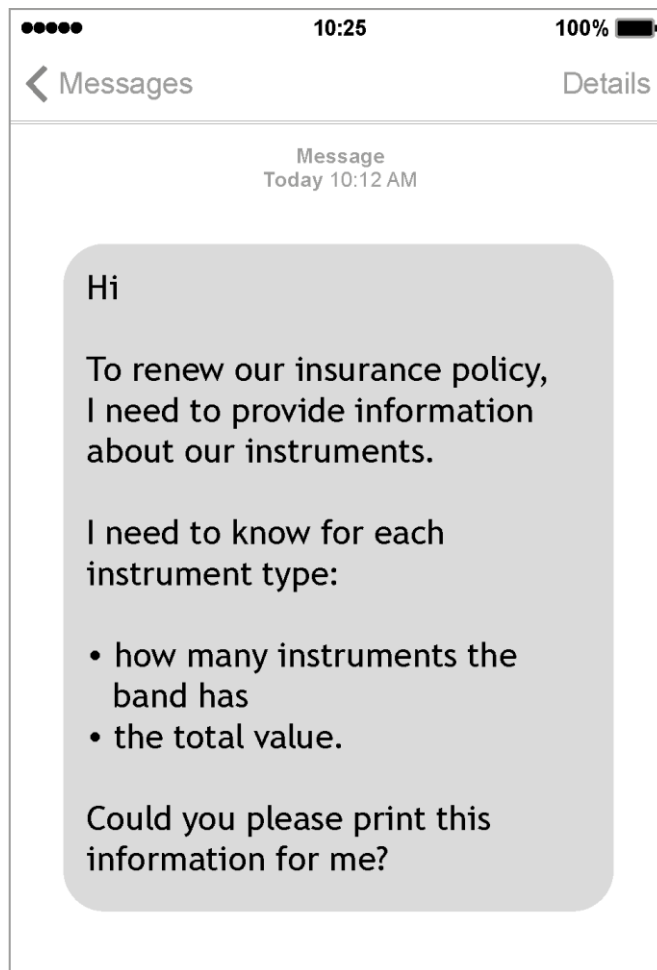 10:25 100%
Messages Details
Message
Today 10:12 AM
Hi
To renew our insurance policy,
I need to provide information
about our instruments.
I need to know for each
instrument type:
• how many instruments the
band has
• the total value.
Could you please print this
information for me?